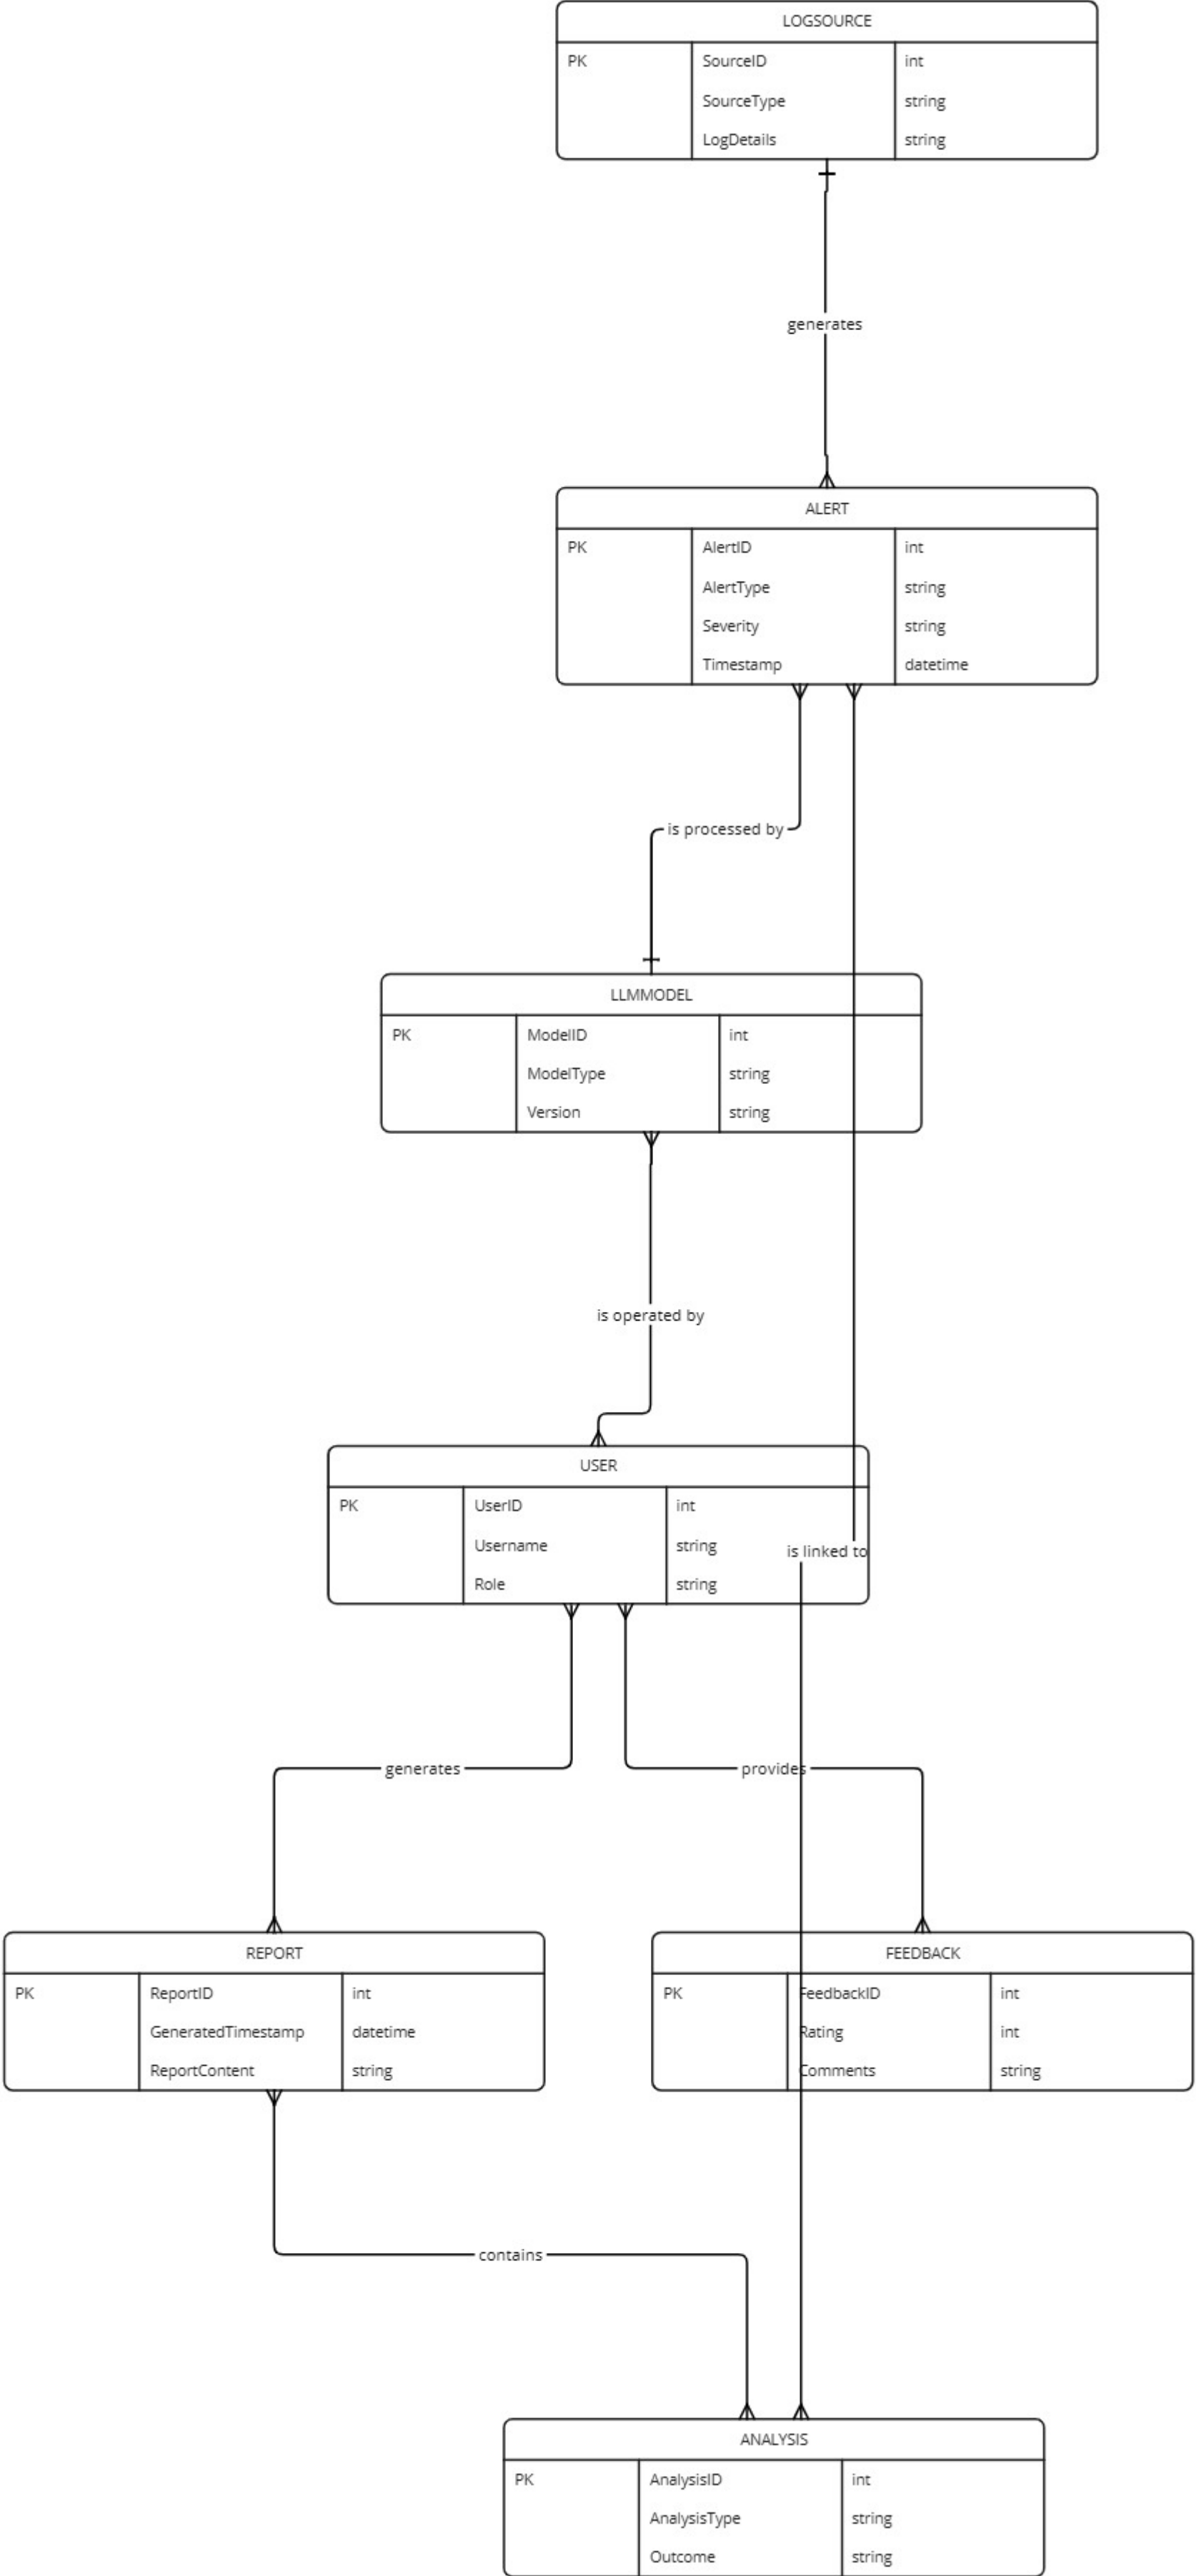 LOGSOURCE
PK SourceID int
SourceType string
LogDetails string
generates
ALERT
PK AlertID int
AlertType string
Severity string
Timestamp datetime
is processed by
LLMMODEL
PK ModelID int
ModelType string
Version string
is operated by
USER
PK UserID int
Username string
is linked to
Role string
generates
provides
REPORT
PK ReportID int
GeneratedTimestamp datetime
ReportContent string
FEEDBACK
PK FeedbackID int
Rating int
Comments string
contains
ANALYSIS
PK AnalysisID int
AnalysisType string
Outcome string